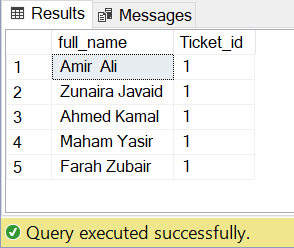 Results Messages
full_name Ticket_id
1 Amir  Ali 1
2 Zunaira Javaid 1
3 Ahmed Kamal 1
4 Maham Yasir 1
5 Farah Zubair 1
Query executed successfully.